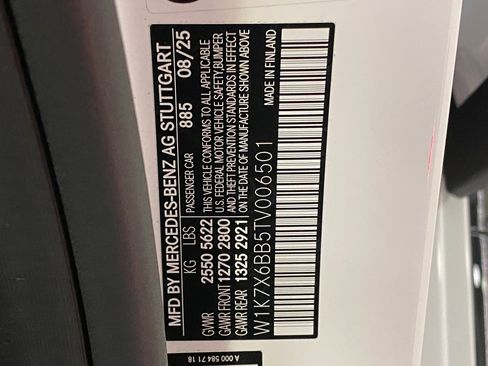 MFD BY MERCEDES-BENZ AG STUTTGART
885 08/25
PASSENGER CAR
THIS VEHICLE CONFORMS TO ALL APPLICABLE
U.S. FEDERAL MOTOR VEHICLE SAFETY,BUMPER
AND THEFT PREVENTION STANDARDS IN EFFECT
ON THE DATE OF MANUFACTURE SHOWN ABOVE
KG LBS
GVWR 2550 5622
GAWR FRONT 1270 2800
GAWR REAR 1325 2921
MADE IN FINLAND
W1K7X6BB5TV006501
A 000 584 71 18